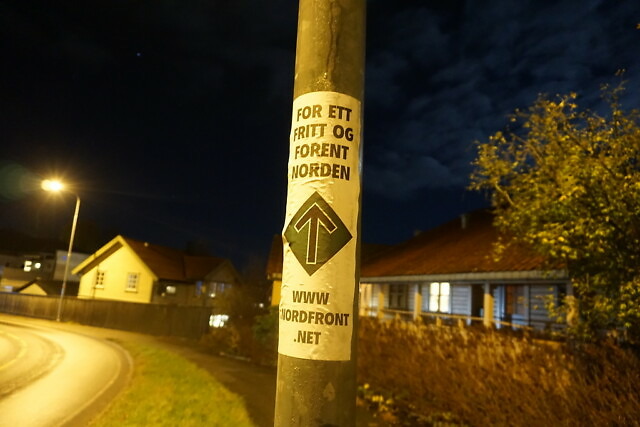 FOR ETT
FRITT OG
FORENT
NORDEN
WWW
NORDFRONT
.NET